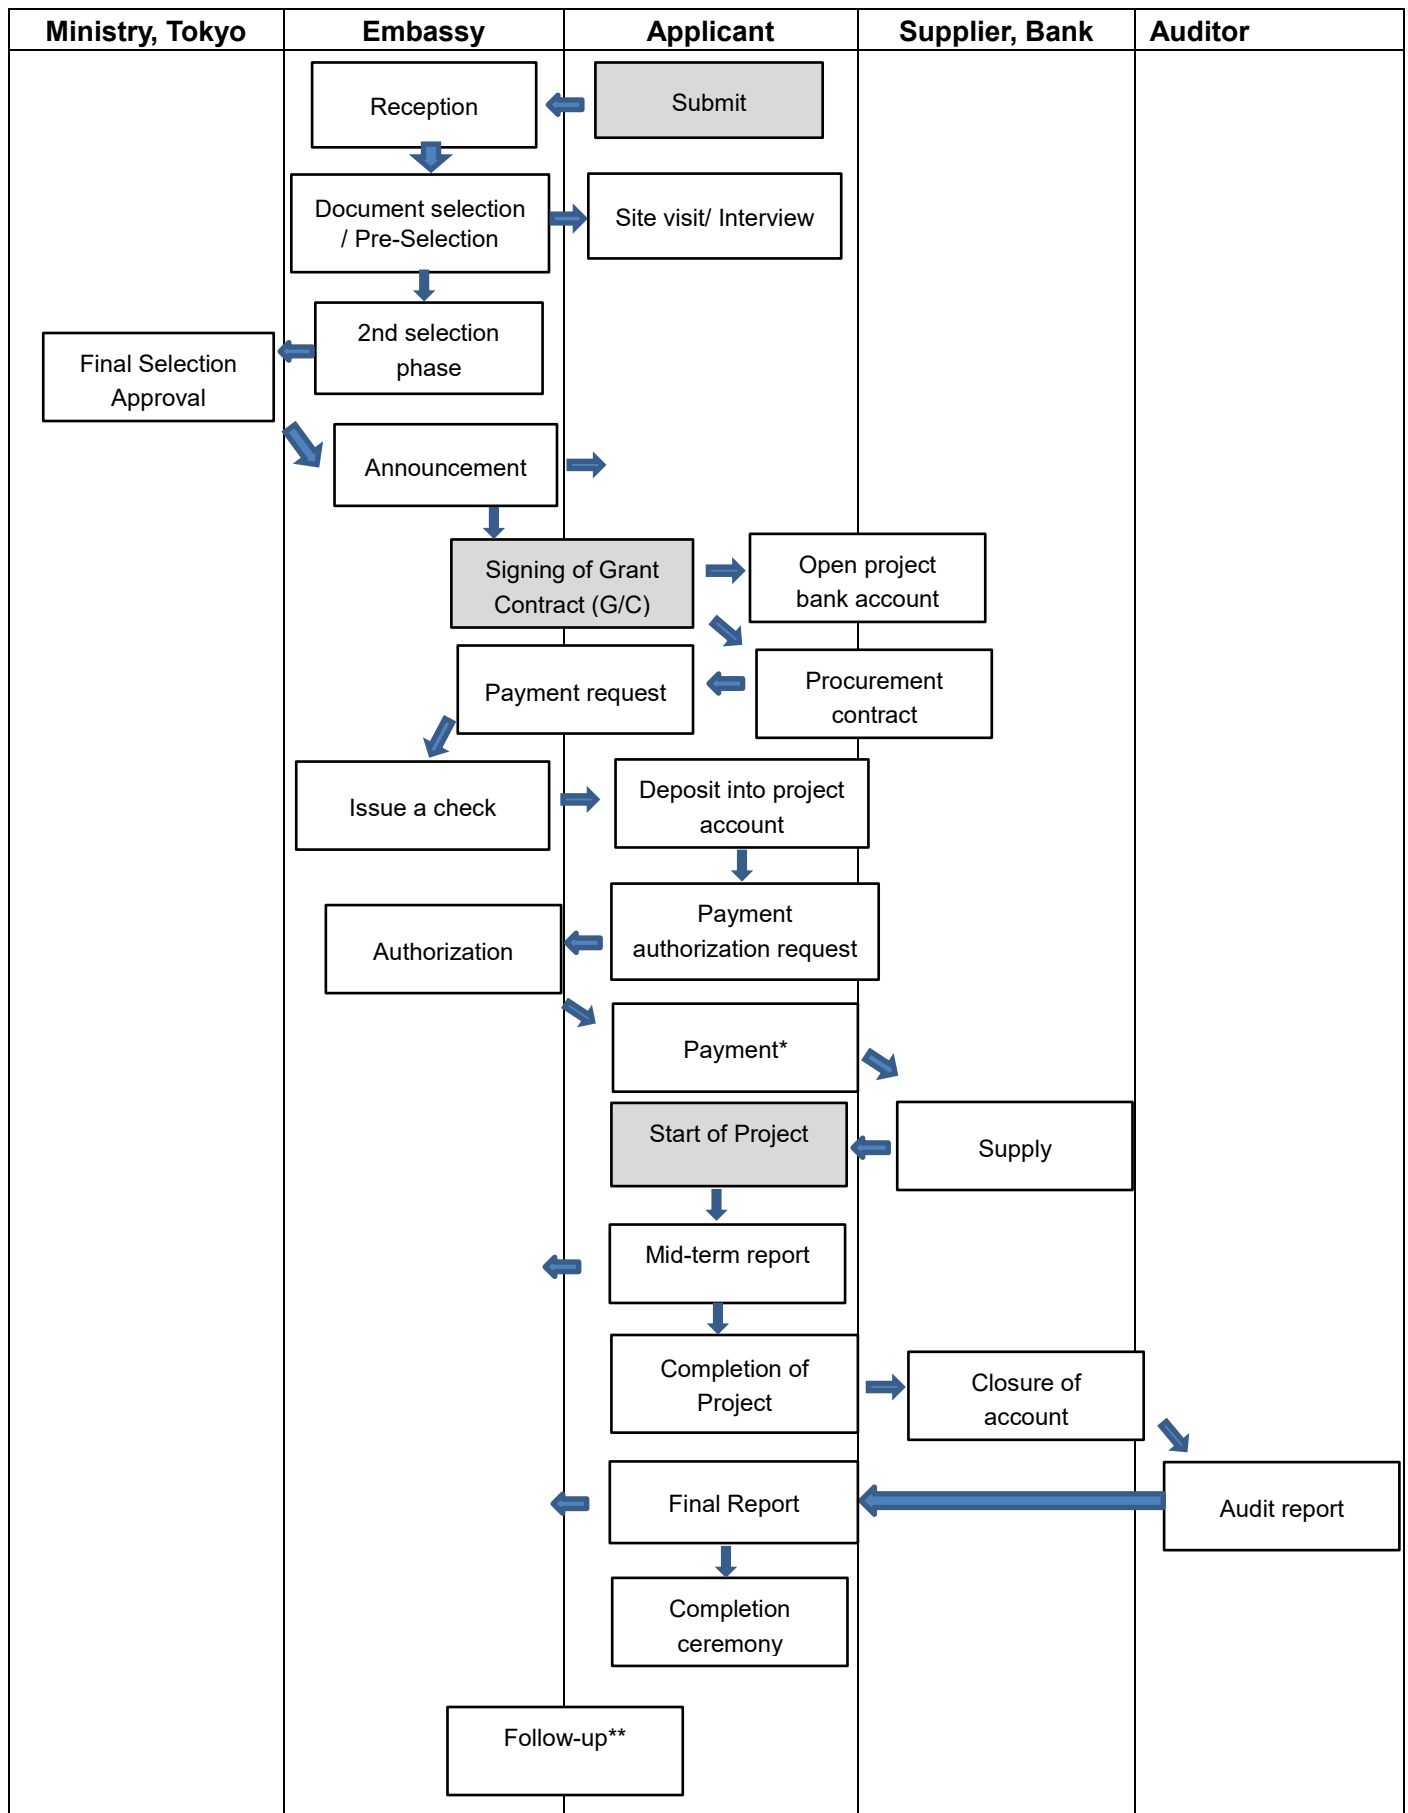 Ministry, Tokyo
Embassy
Applicant
Supplier, Bank
Auditor
Reception
Submit
Document selection
/ Pre-Selection
Site visit/ Interview
2nd selection
phase
Final Selection
Approval
Announcement
Signing of Grant
Contract (G/C)
Open project
bank account
Payment request
Procurement
contract
Issue a check
Deposit into project
account
Payment
authorization request
Authorization
Payment*
Start of Project
Supply
Mid-term report
Completion of
Project
Closure of
account
Final Report
Audit report
Completion
ceremony
Follow-up**